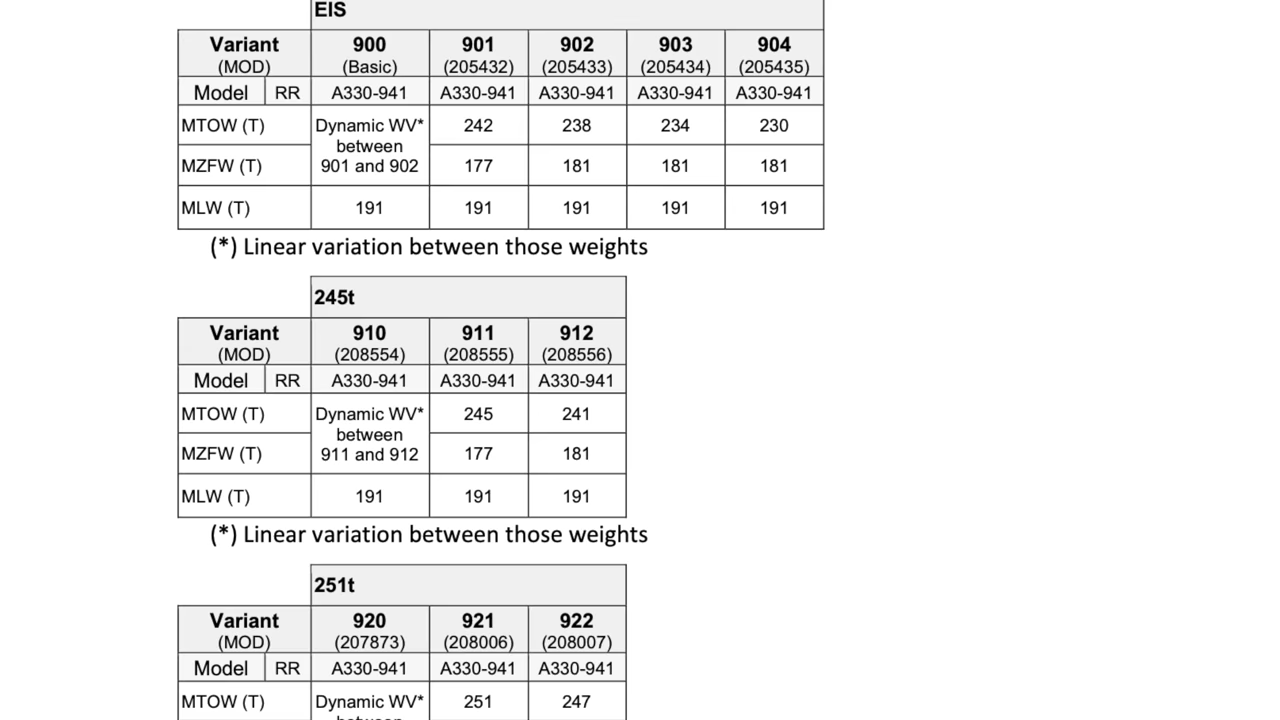 EIS
Variant 900 901 902 903 904
(MOD) (Basic) (205432) (205433) (205434) (205435)
Model RR A330-941 A330-941 A330-941 A330-941 A330-941
MTOW (T) Dynamic WV* 242 238 234 230
between
MZFW (T) 901 and 902 177 181 181 181
MLW (T) 191 191 191 191 191
(*) Linear variation between those weights
245t
Variant 910 911 912
(MOD) (208554) (208555) (208556)
Model RR A330-941 A330-941 A330-941
MTOW (T) Dynamic WV* 245 241
between
MZFW (T) 911 and 912 177 181
MLW (T) 191 191 191
(*) Linear variation between those weights
251t
Variant 920 921 922
(MOD) (207873) (208006) (208007)
Model RR A330-941 A330-941 A330-941
MTOW (T) Dynamic WV* 251 247